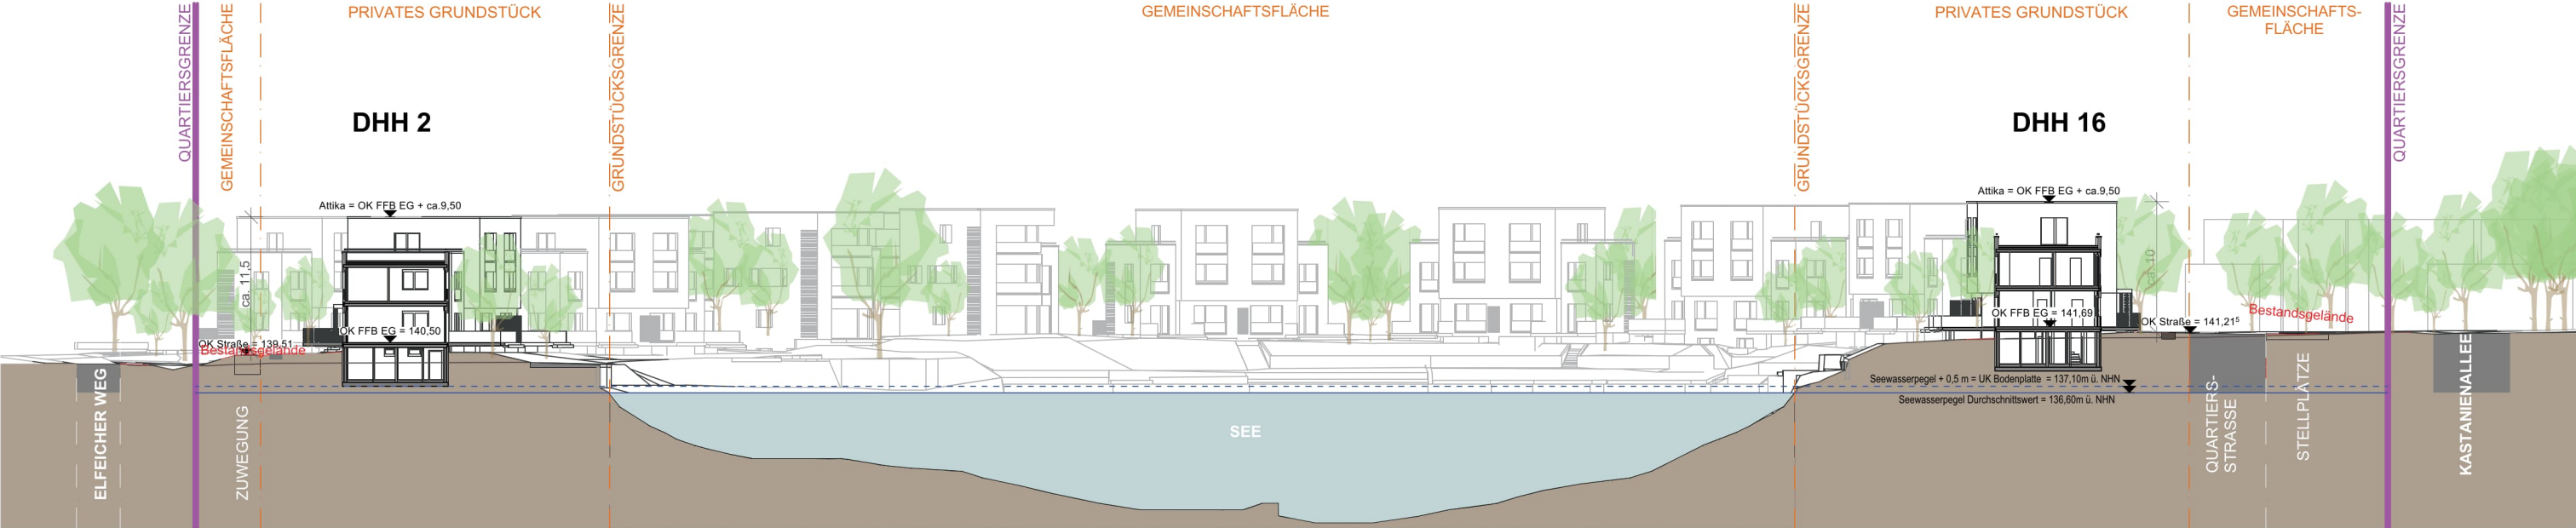 QUARTIERSGRENZE
GEMEINSCHAFTSFLÄCHE
PRIVATES GRUNDSTÜCK
GRUNDSTÜCKSGRENZE
GEMEINSCHAFTSFLÄCHE
GRUNDSTÜCKSGRENZE
PRIVATES GRUNDSTÜCK
GEMEINSCHAFTS-
FLÄCHE
QUARTIERSGRENZE
DHH 2
DHH 16
Attika = OK FFB EG + ca.9,50
Attika = OK FFB EG + ca.9,50
ca. 11,5
ca. 10
OK FFB EG = 140,50
OK Straße = 139,51
Bestandsgelände
OK FFB EG = 141,69
OK Straße = 141,21⁵
Bestandsgelände
Seewasserpegel + 0,5 m = UK Bodenplatte = 137,10m ü. NHN
Seewasserpegel Durchschnittswert = 136,60m ü. NHN
ELFEICHER WEG
ZUWEGUNG
SEE
QUARTIERS-
STRASSE
STELLPLÄTZE
KASTANIENALLEE